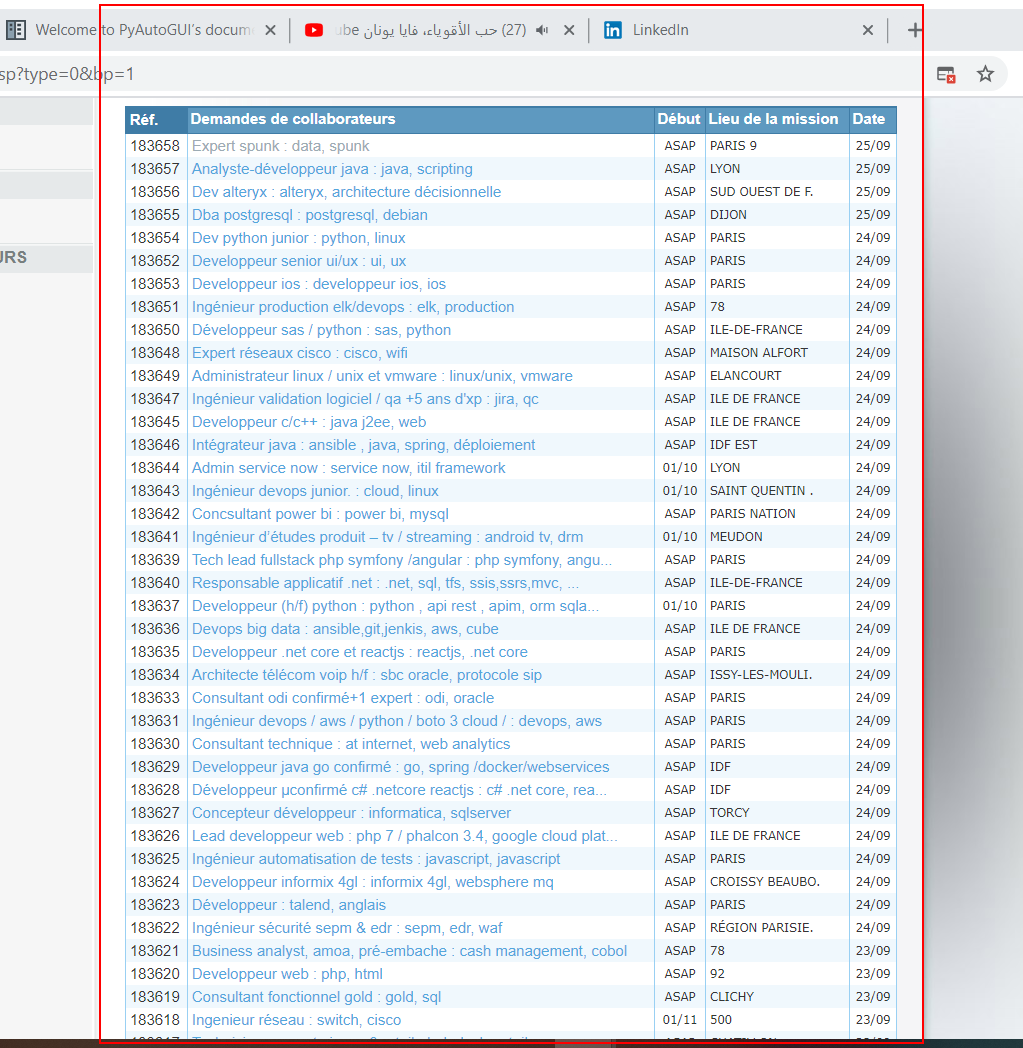 Welcome to PyAutoGUI's docum
(27) حب الأقوياء، فايا يونان ube
LinkedIn
sp?type=0&bp=1
URS
Réf. Demandes de collaborateurs Début Lieu de la mission Date
183658 Expert spunk : data, spunk ASAP PARIS 9 25/09
183657 Analyste-développeur java : java, scripting ASAP LYON 25/09
183656 Dev alteryx : alteryx, architecture décisionnelle ASAP SUD OUEST DE F. 25/09
183655 Dba postgresql : postgresql, debian ASAP DIJON 25/09
183654 Dev python junior : python, linux ASAP PARIS 24/09
183652 Developpeur senior ui/ux : ui, ux ASAP PARIS 24/09
183653 Developpeur ios : developpeur ios, ios ASAP PARIS 24/09
183651 Ingénieur production elk/devops : elk, production ASAP 78 24/09
183650 Développeur sas / python : sas, python ASAP ILE-DE-FRANCE 24/09
183648 Expert réseaux cisco : cisco, wifi ASAP MAISON ALFORT 24/09
183649 Administrateur linux / unix et vmware : linux/unix, vmware ASAP ELANCOURT 24/09
183647 Ingénieur validation logiciel / qa +5 ans d'xp : jira, qc ASAP ILE DE FRANCE 24/09
183645 Developpeur c/c++ : java j2ee, web ASAP ILE DE FRANCE 24/09
183646 Intégrateur java : ansible , java, spring, déploiement ASAP IDF EST 24/09
183644 Admin service now : service now, itil framework 01/10 LYON 24/09
183643 Ingénieur devops junior. : cloud, linux 01/10 SAINT QUENTIN . 24/09
183642 Concsultant power bi : power bi, mysql ASAP PARIS NATION 24/09
183641 Ingénieur d'études produit – tv / streaming : android tv, drm 01/10 MEUDON 24/09
183639 Tech lead fullstack php symfony /angular : php symfony, angu... ASAP PARIS 24/09
183640 Responsable applicatif .net : .net, sql, tfs, ssis,ssrs,mvc, ... ASAP ILE-DE-FRANCE 24/09
183637 Developpeur (h/f) python : python , api rest , apim, orm sqla... 01/10 PARIS 24/09
183636 Devops big data : ansible,git,jenkis, aws, cube ASAP ILE DE FRANCE 24/09
183635 Developpeur .net core et reactjs : reactjs, .net core ASAP PARIS 24/09
183634 Architecte télécom voip h/f : sbc oracle, protocole sip ASAP ISSY-LES-MOULI. 24/09
183633 Consultant odi confirmé+1 expert : odi, oracle ASAP PARIS 24/09
183631 Ingénieur devops / aws / python / boto 3 cloud / : devops, aws ASAP PARIS 24/09
183630 Consultant technique : at internet, web analytics ASAP PARIS 24/09
183629 Developpeur java go confirmé : go, spring /docker/webservices ASAP IDF 24/09
183628 Développeur µconfirmé c# .netcore reactjs : c# .net core, rea... ASAP IDF 24/09
183627 Concepteur développeur : informatica, sqlserver ASAP TORCY 24/09
183626 Lead developpeur web : php 7 / phalcon 3.4, google cloud plat... ASAP ILE DE FRANCE 24/09
183625 Ingénieur automatisation de tests : javascript, javascript ASAP PARIS 24/09
183624 Developpeur informix 4gl : informix 4gl, websphere mq ASAP CROISSY BEAUBO. 24/09
183623 Développeur : talend, anglais ASAP PARIS 24/09
183622 Ingénieur sécurité sepm & edr : sepm, edr, waf ASAP RÉGION PARISIE. 24/09
183621 Business analyst, amoa, pré-embache : cash management, cobol ASAP 78 23/09
183620 Developpeur web : php, html ASAP 92 23/09
183619 Consultant fonctionnel gold : gold, sql ASAP CLICHY 23/09
183618 Ingenieur réseau : switch, cisco 01/11 500 23/09